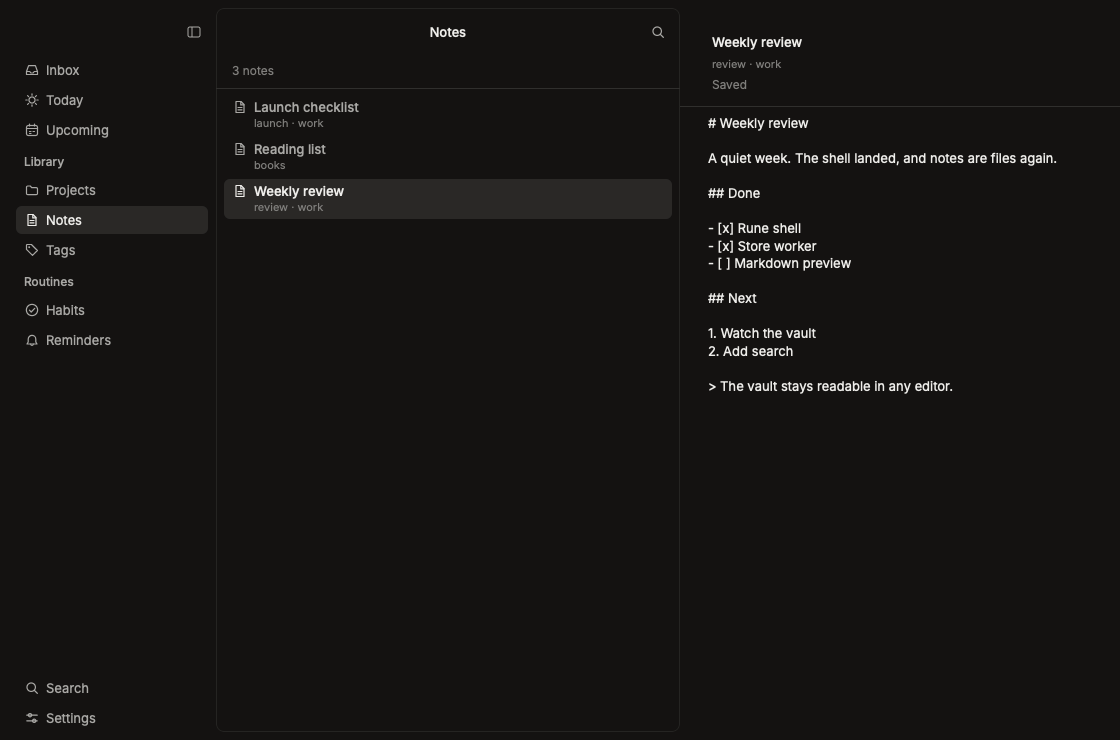 Inbox
Today
Upcoming
Library
Projects
Notes
Tags
Routines
Habits
Reminders
Search
Settings
Notes
3 notes
Launch checklist
launch · work
Reading list
books
Weekly review
review · work
Weekly review
review · work
Saved
# Weekly review
A quiet week. The shell landed, and notes are files again.
## Done
- [x] Rune shell
- [x] Store worker
- [ ] Markdown preview
## Next
1. Watch the vault
2. Add search
> The vault stays readable in any editor.